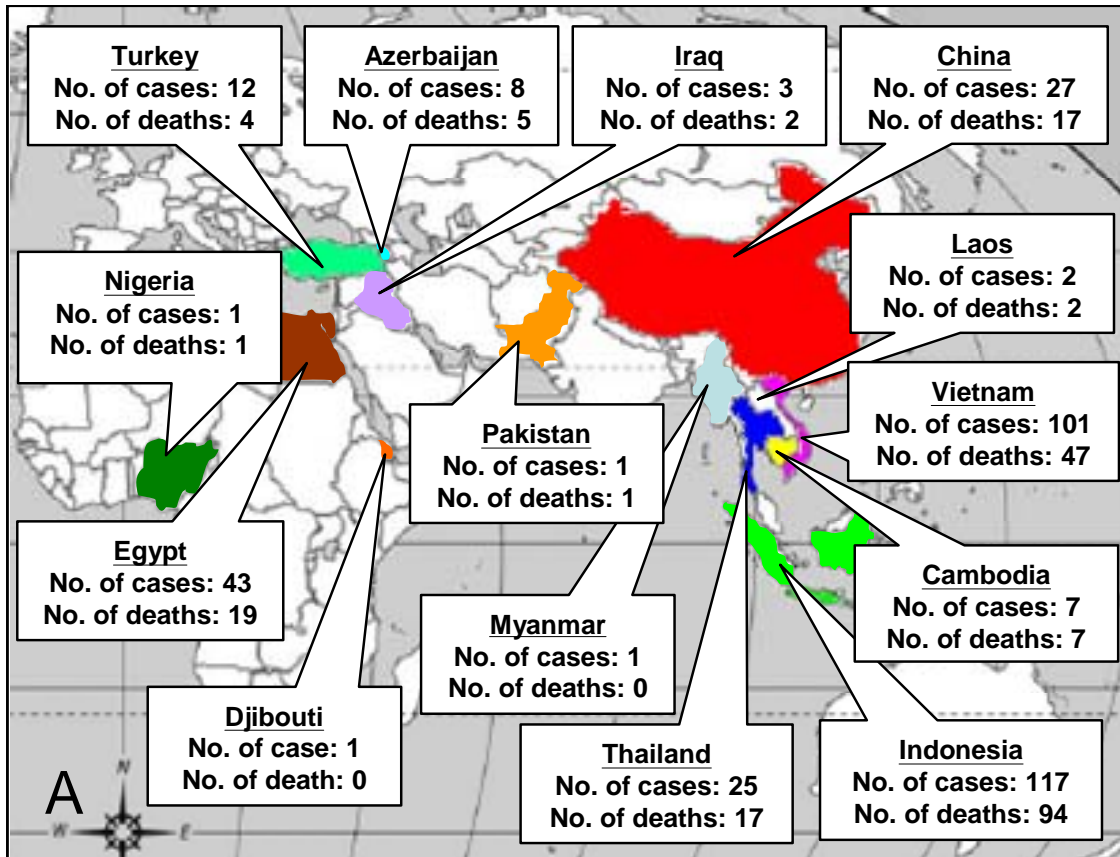 Turkey
No. of cases: 12
No. of deaths: 4
Azerbaijan
No. of cases: 8
No. of deaths: 5
Iraq
No. of cases: 3
No. of deaths: 2
China
No. of cases: 27
No. of deaths: 17
Laos
No. of cases: 2
No. of deaths: 2
Nigeria
No. of cases: 1
No. of deaths: 1
Vietnam
No. of cases: 101
No. of deaths: 47
Pakistan
No. of cases: 1
No. of deaths: 1
Egypt
No. of cases: 43
No. of deaths: 19
Cambodia
No. of cases: 7
No. of deaths: 7
Myanmar
No. of cases: 1
No. of deaths: 0
Djibouti
No. of case: 1
No. of death: 0
Thailand
No. of cases: 25
No. of deaths: 17
Indonesia
No. of cases: 117
No. of deaths: 94
A
N
W
E